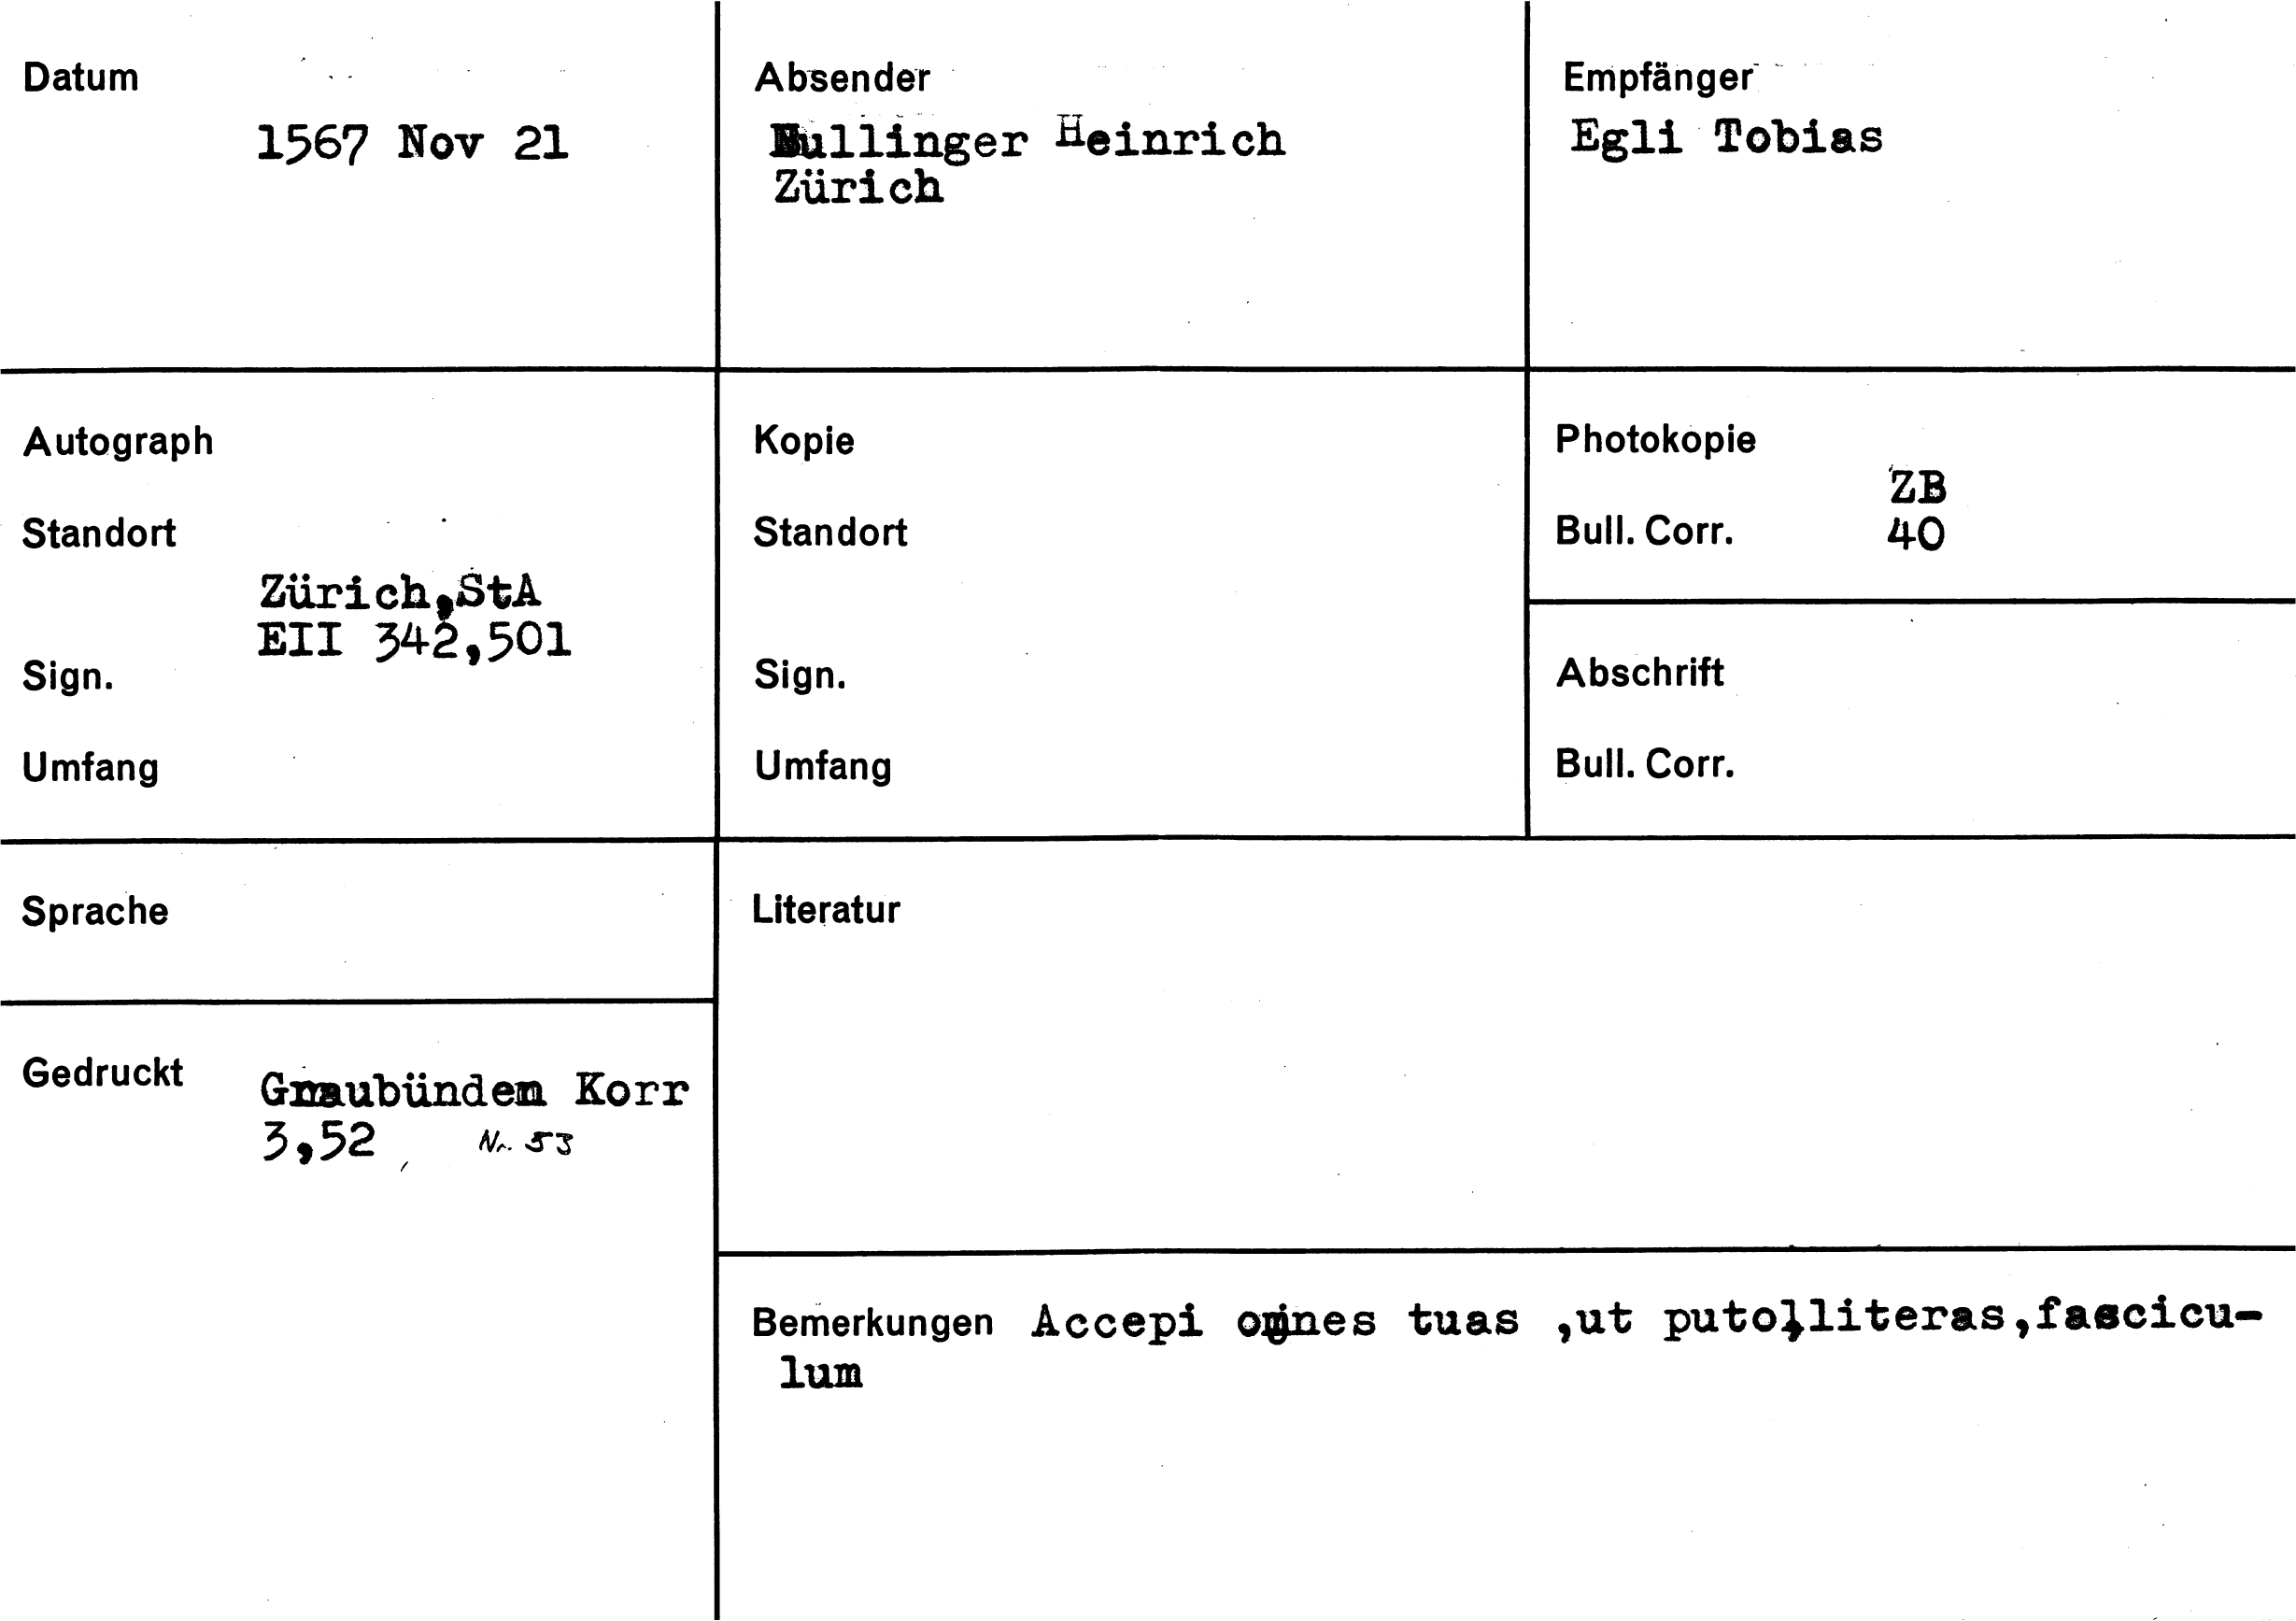 Datum
1567 Nov 21
Absender
Bullinger Heinrich
Zürich
Empfänger
Egli Tobias
Autograph
Standort
Zürich,StA
EII 342,501
Sign.
Umfang
Kopie
Standort
Sign.
Umfang
Photokopie
ZB
Bull. Corr. 40
Abschrift
Bull. Corr.
Sprache
Gedruckt Graubünden Korr
3,52 Nr. 53
Literatur
Bemerkungen Accepi omnes tuas ,ut puto,literas,fascicu-
lum